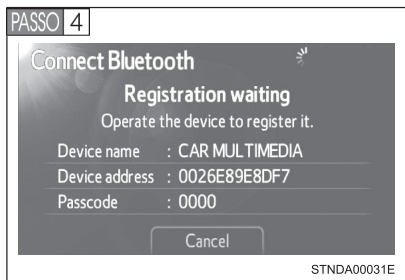 PASSO 4
Connect Bluetooth
Registration waiting
Operate the device to register it.
Device name : CAR MULTIMEDIA
Device address : 0026E89E8DF7
Passcode : 0000
Cancel
STNDA00031E